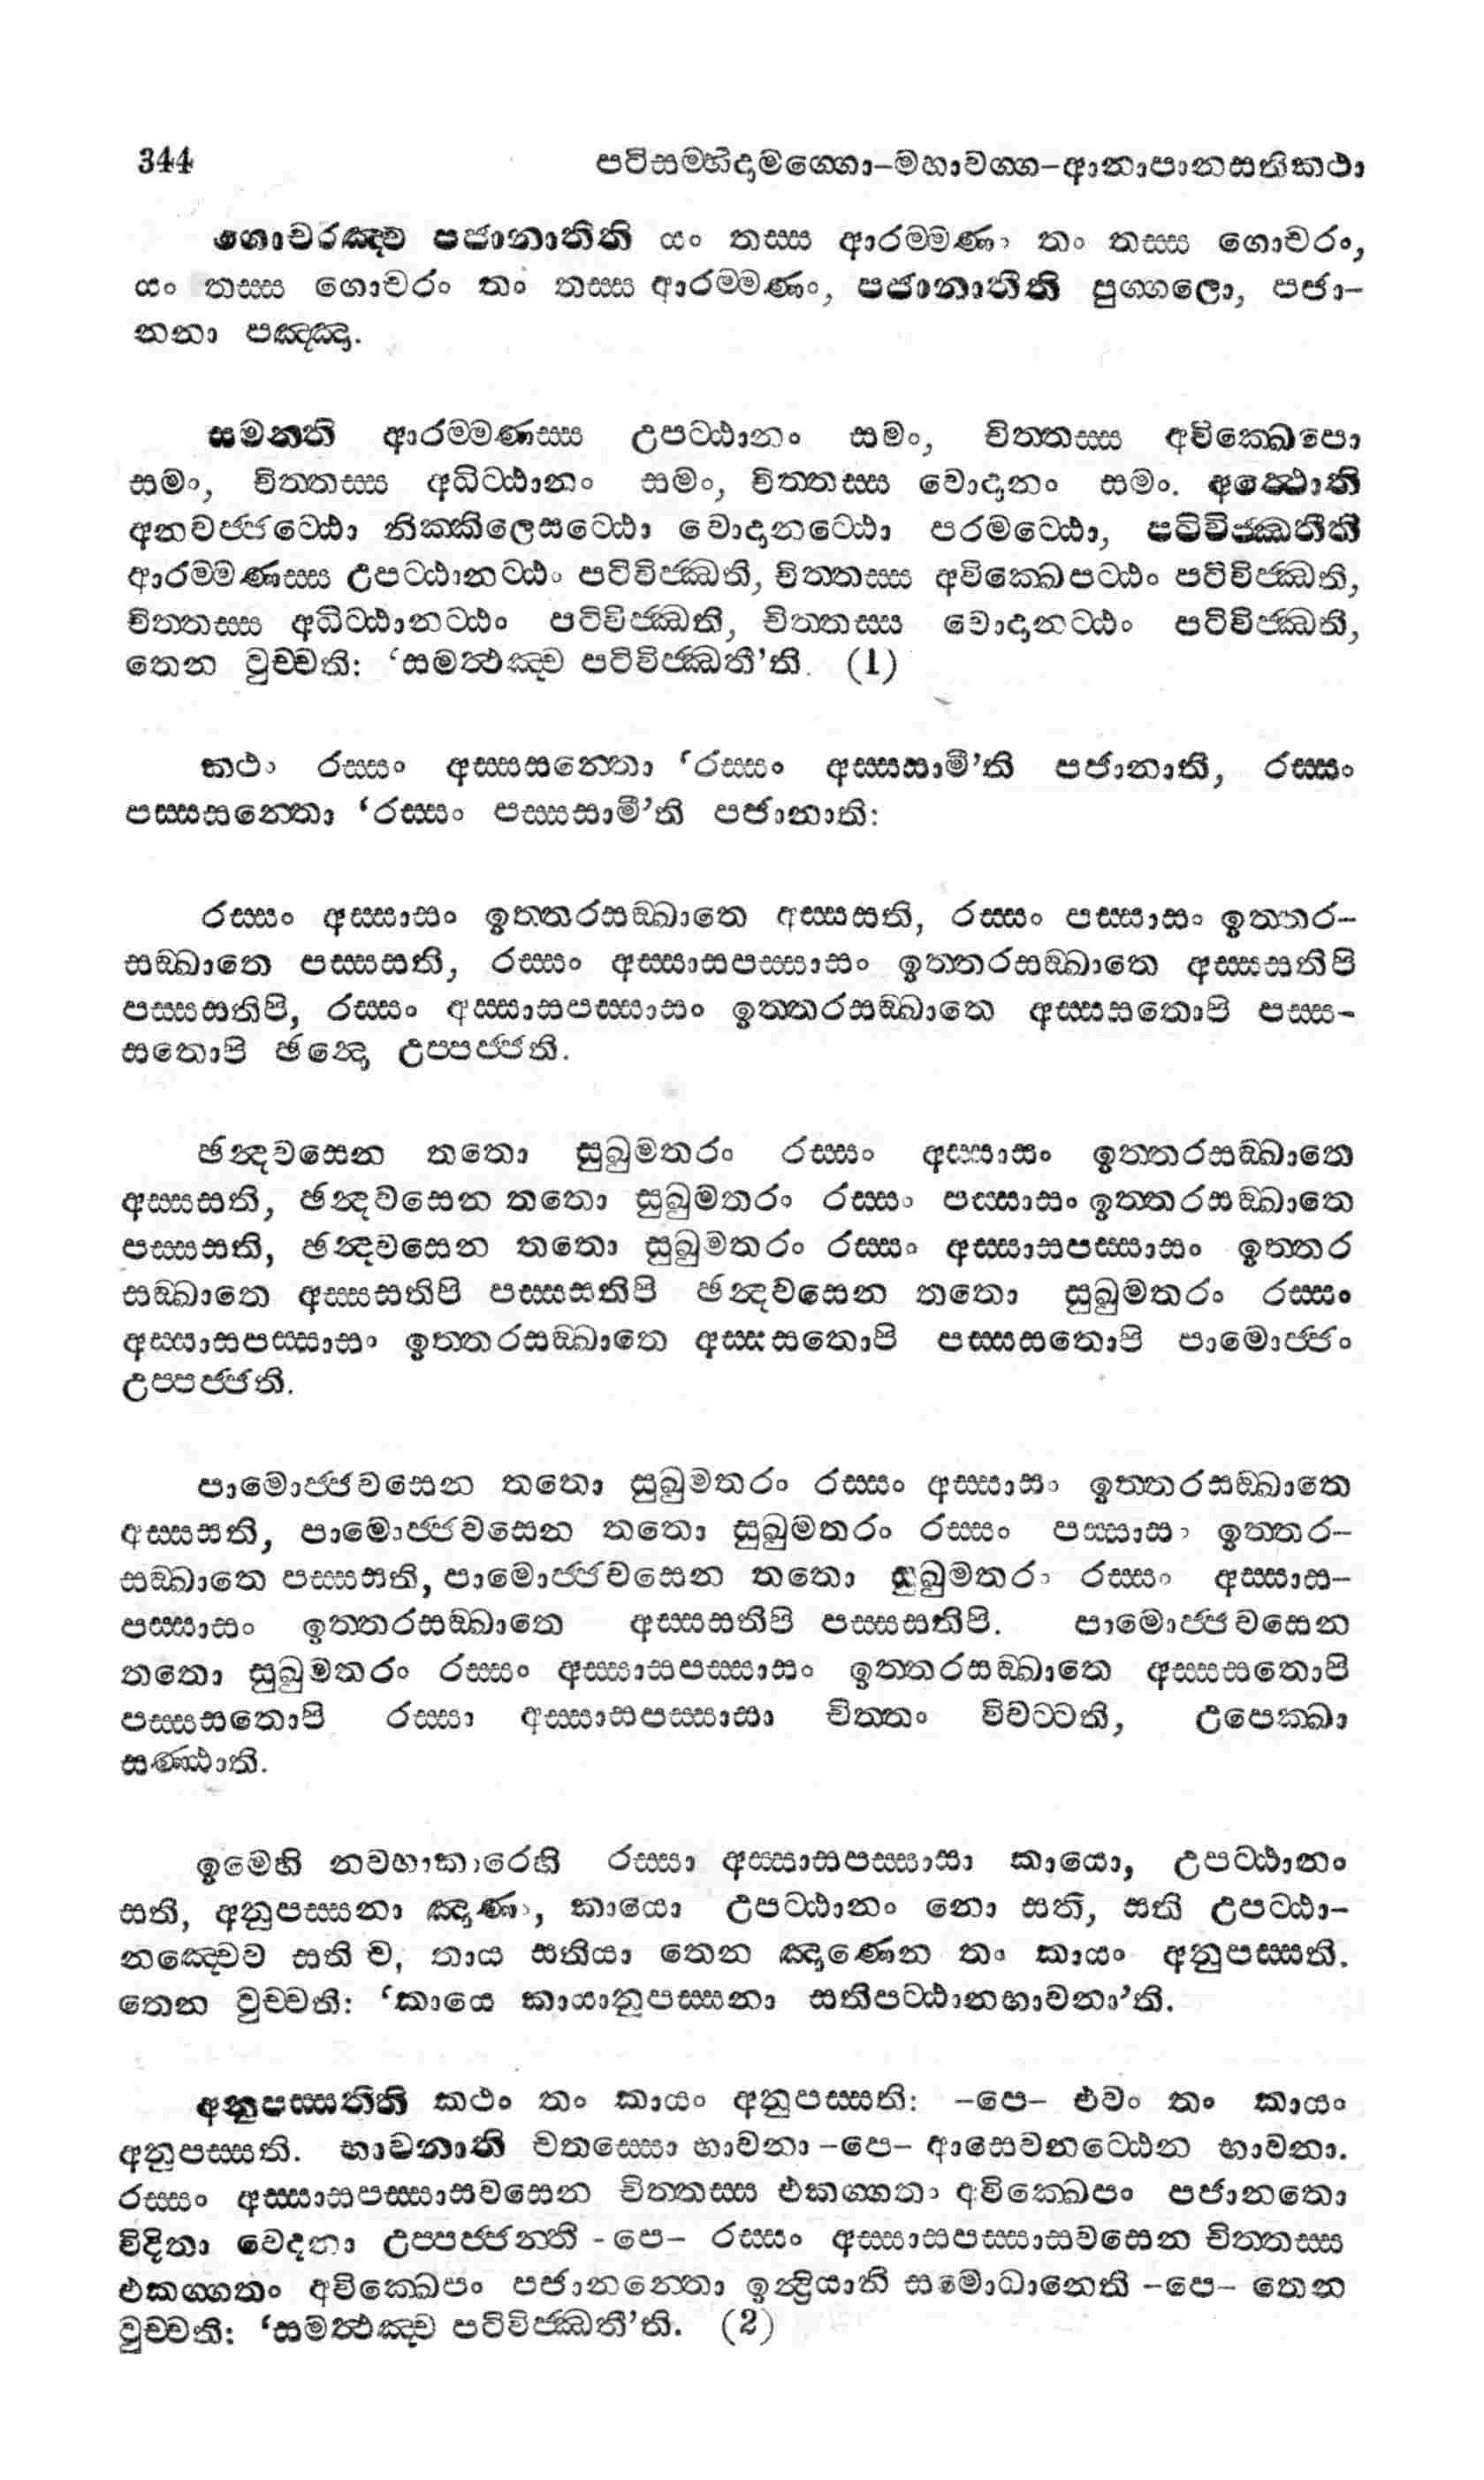 344 පටිසම්භිදාමග්ගො–මහාවග්ග–ආනාපානසතිකථා
ගොචරඤ්ච පජානාතීති යං තස්ස ආරම්මණං තං තස්ස ගොචරං,
යං තස්ස ගොචරං තං තස්ස ආරම්මණං, පජානාතීති පුග්ගලො, පජා–
නනා පඤ්ඤා.
සමන්ති ආරම්මණස්ස උපට්ඨානං සමං, චිත්තස්ස අවික්ඛෙපො
සමං, චිත්තස්ස අධිට්ඨානං සමං, චිත්තස්ස වොදානං සමං. අත්ථොති
අනවජ්ජට්ඨො නික්කිලෙසට්ඨො වොදානට්ඨො පරමට්ඨො, පටිවිජ්ඣතීති
ආරම්මණස්ස උපට්ඨානට්ඨං පටිවිජ්ඣති, චිත්තස්ස අවික්ඛෙපට්ඨං පටිවිජ්ඣති,
චිත්තස්ස අධිට්ඨානට්ඨං පටිවිජ්ඣති, චිත්තස්ස වොදානට්ඨං පටිවිජ්ඣති,
තෙන වුච්චති: ‘සමත්ථඤ්ච පටිවිජ්ඣතී’ති. (1)
කථං රස්සං අස්සසන්තො ‘රස්සං අස්සසාමී’ති පජානාති, රස්සං
පස්සසන්තො ‘රස්සං පස්සසාමී’ති පජානාති:
රස්සං අස්සාසං ඉත්තරසඞ්ඛාතෙ අස්සසති, රස්සං පස්සාසං ඉත්තර–
සඞ්ඛාතෙ පස්සසති, රස්සං අස්සාසපස්සාසං ඉත්තරසඞ්ඛාතෙ අස්සසතිපි
පස්සසතිපි, රස්සං අස්සාසපස්සාසං ඉත්තරසඞ්ඛාතෙ අස්සසතොපි පස්ස–
සතොපි ඡන්දො උප්පජ්ජති.
ඡන්දවසෙන තතො සුඛුමතරං රස්සං අස්සාසං ඉත්තරසඞ්ඛාතෙ
අස්සසති, ඡන්දවසෙන තතො සුඛුමතරං රස්සං පස්සාසං ඉත්තරසඞ්ඛාතෙ
පස්සසති, ඡන්දවසෙන තතො සුඛුමතරං රස්සං අස්සාසපස්සාසං ඉත්තර
සඞ්ඛාතෙ අස්සසතිපි පස්සසතිපි ඡන්දවසෙන තතො සුඛුමතරං රස්සං
අස්සාසපස්සාසං ඉත්තරසඞ්ඛාතෙ අස්සසතොපි පස්සසතොපි පාමොජ්ජං
උප්පජ්ජති.
පාමොජ්ජවසෙන තතො සුඛුමතරං රස්සං අස්සාසං ඉත්තරසඞ්ඛාතෙ
අස්සසති, පාමොජ්ජවසෙන තතො සුඛුමතරං රස්සං පස්සාසං ඉත්තර–
සඞ්ඛාතෙ පස්සසති, පාමොජ්ජවසෙන තතො සුඛුමතරං රස්සං අස්සාස–
පස්සාසං ඉත්තරසඞ්ඛාතෙ අස්සසතිපි පස්සසතිපි. පාමොජ්ජවසෙන
තතො සුඛුමතරං රස්සං අස්සාසපස්සාසං ඉත්තරසඞ්ඛාතෙ අස්සසතොපි
පස්සසතොපි රස්සා අස්සාසපස්සාසා චිත්තං විවට්ටති, උපෙක්ඛා
සණ්ඨාති.
ඉමෙහි නවහාකාරෙහි රස්සා අස්සාසපස්සාසා කායො, උපට්ඨානං
සති, අනුපස්සනා ඤාණං, කායො උපට්ඨානං නො සති, සති උපට්ඨා–
නඤ්චෙව සති ච, තාය සතියා තෙන ඤාණෙන තං කායං අනුපස්සති.
තෙන වුච්චති: ‘කායෙ කායානුපස්සනා සතිපට්ඨානභාවනා’ති.
අනුපස්සතීති කථං තං කායං අනුපස්සති: –පෙ– එවං තං කායං
අනුපස්සති. භාවනාති චතස්සො භාවනා –පෙ– ආසෙවනට්ඨෙන භාවනා.
රස්සං අස්සාසපස්සාසවසෙන චිත්තස්ස එකග්ගතං අවික්ඛෙපං පජානතො
විදිතා වෙදනා උප්පජ්ජන්ති -පෙ– රස්සං අස්සාසපස්සාසවසෙන චිත්තස්ස
එකග්ගතං අවික්ඛෙපං පජානන්තො ඉන්ද්‍රියානි සමොධානෙති –පෙ– තෙන
වුච්චති: ‘සමත්ථඤ්ච පටිවිජ්ඣතී’ති. (2)